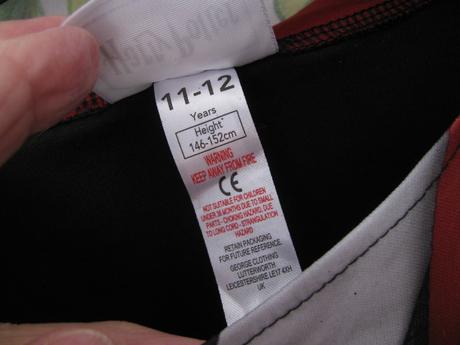 Harry Potter
11-12
Years
Height
146-152cm
WARNING
KEEP AWAY FROM FIRE
CE
NOT SUITABLE FOR CHILDREN
UNDER 36 MONTHS DUE TO SMALL
PARTS - CHOKING HAZARD, DUE
TO LONG CORD - STRANGULATION
HAZARD
RETAIN PACKAGING
FOR FUTURE REFERENCE.
GEORGE CLOTHING
LUTTERWORTH
LEICESTERSHIRE LE17 4XH
UK